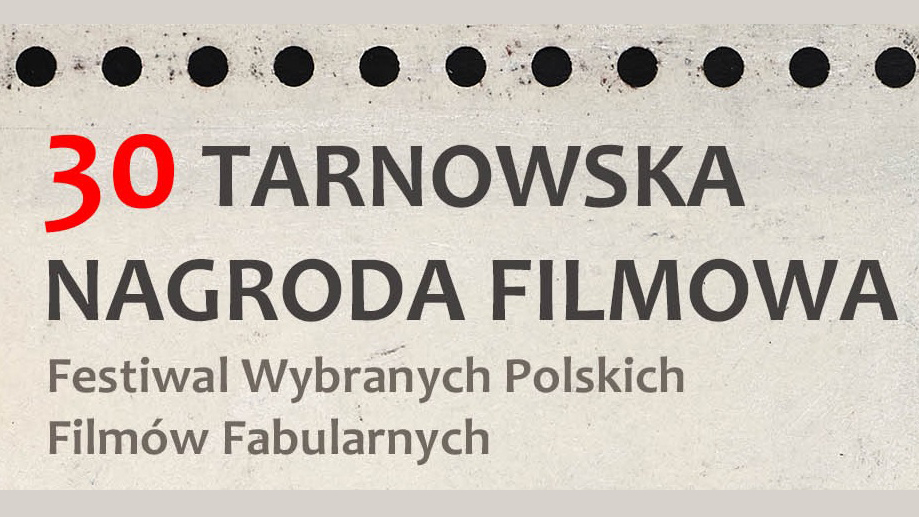 30 TARNOWSKA
NAGRODA FILMOWA
Festiwal Wybranych Polskich
Filmów Fabularnych